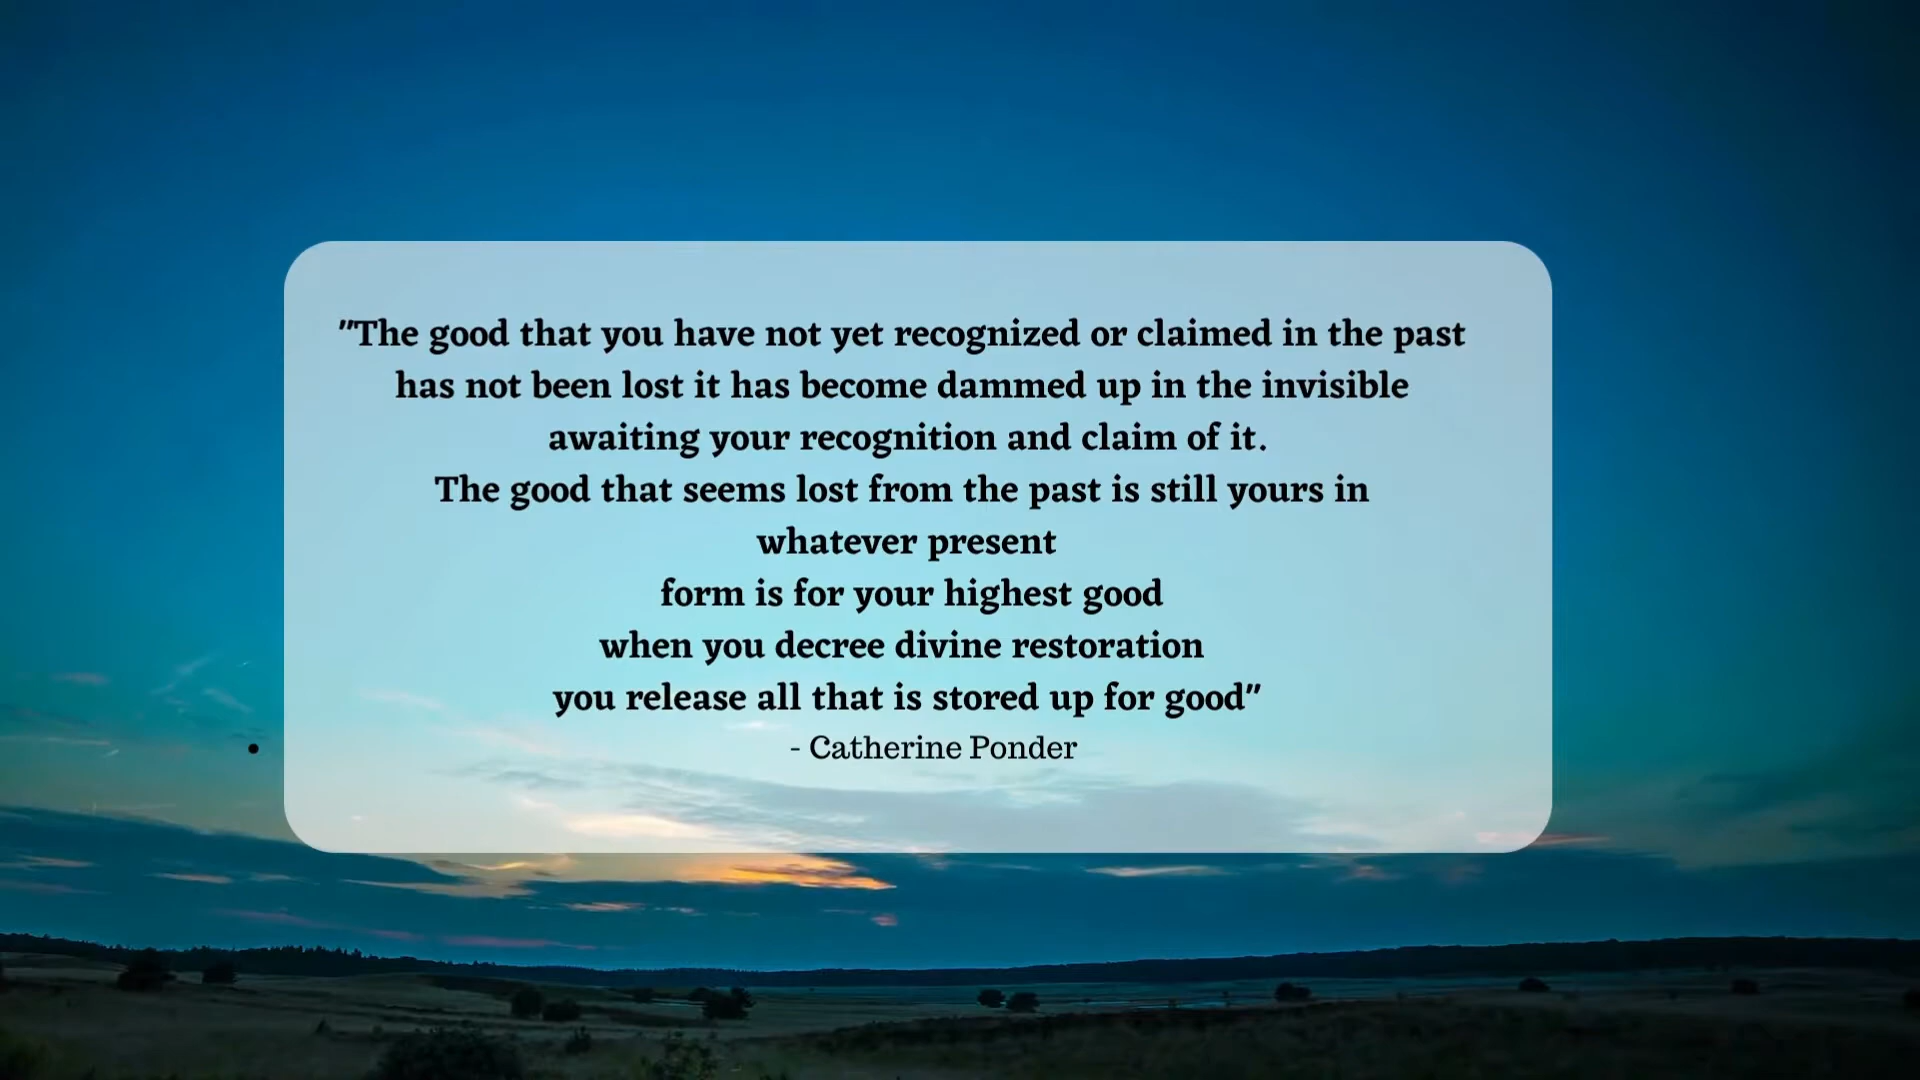 "The good that you have not yet recognized or claimed in the past
has not been lost it has become dammed up in the invisible
awaiting your recognition and claim of it.
The good that seems lost from the past is still yours in
whatever present
form is for your highest good
when you decree divine restoration
you release all that is stored up for good"
- Catherine Ponder